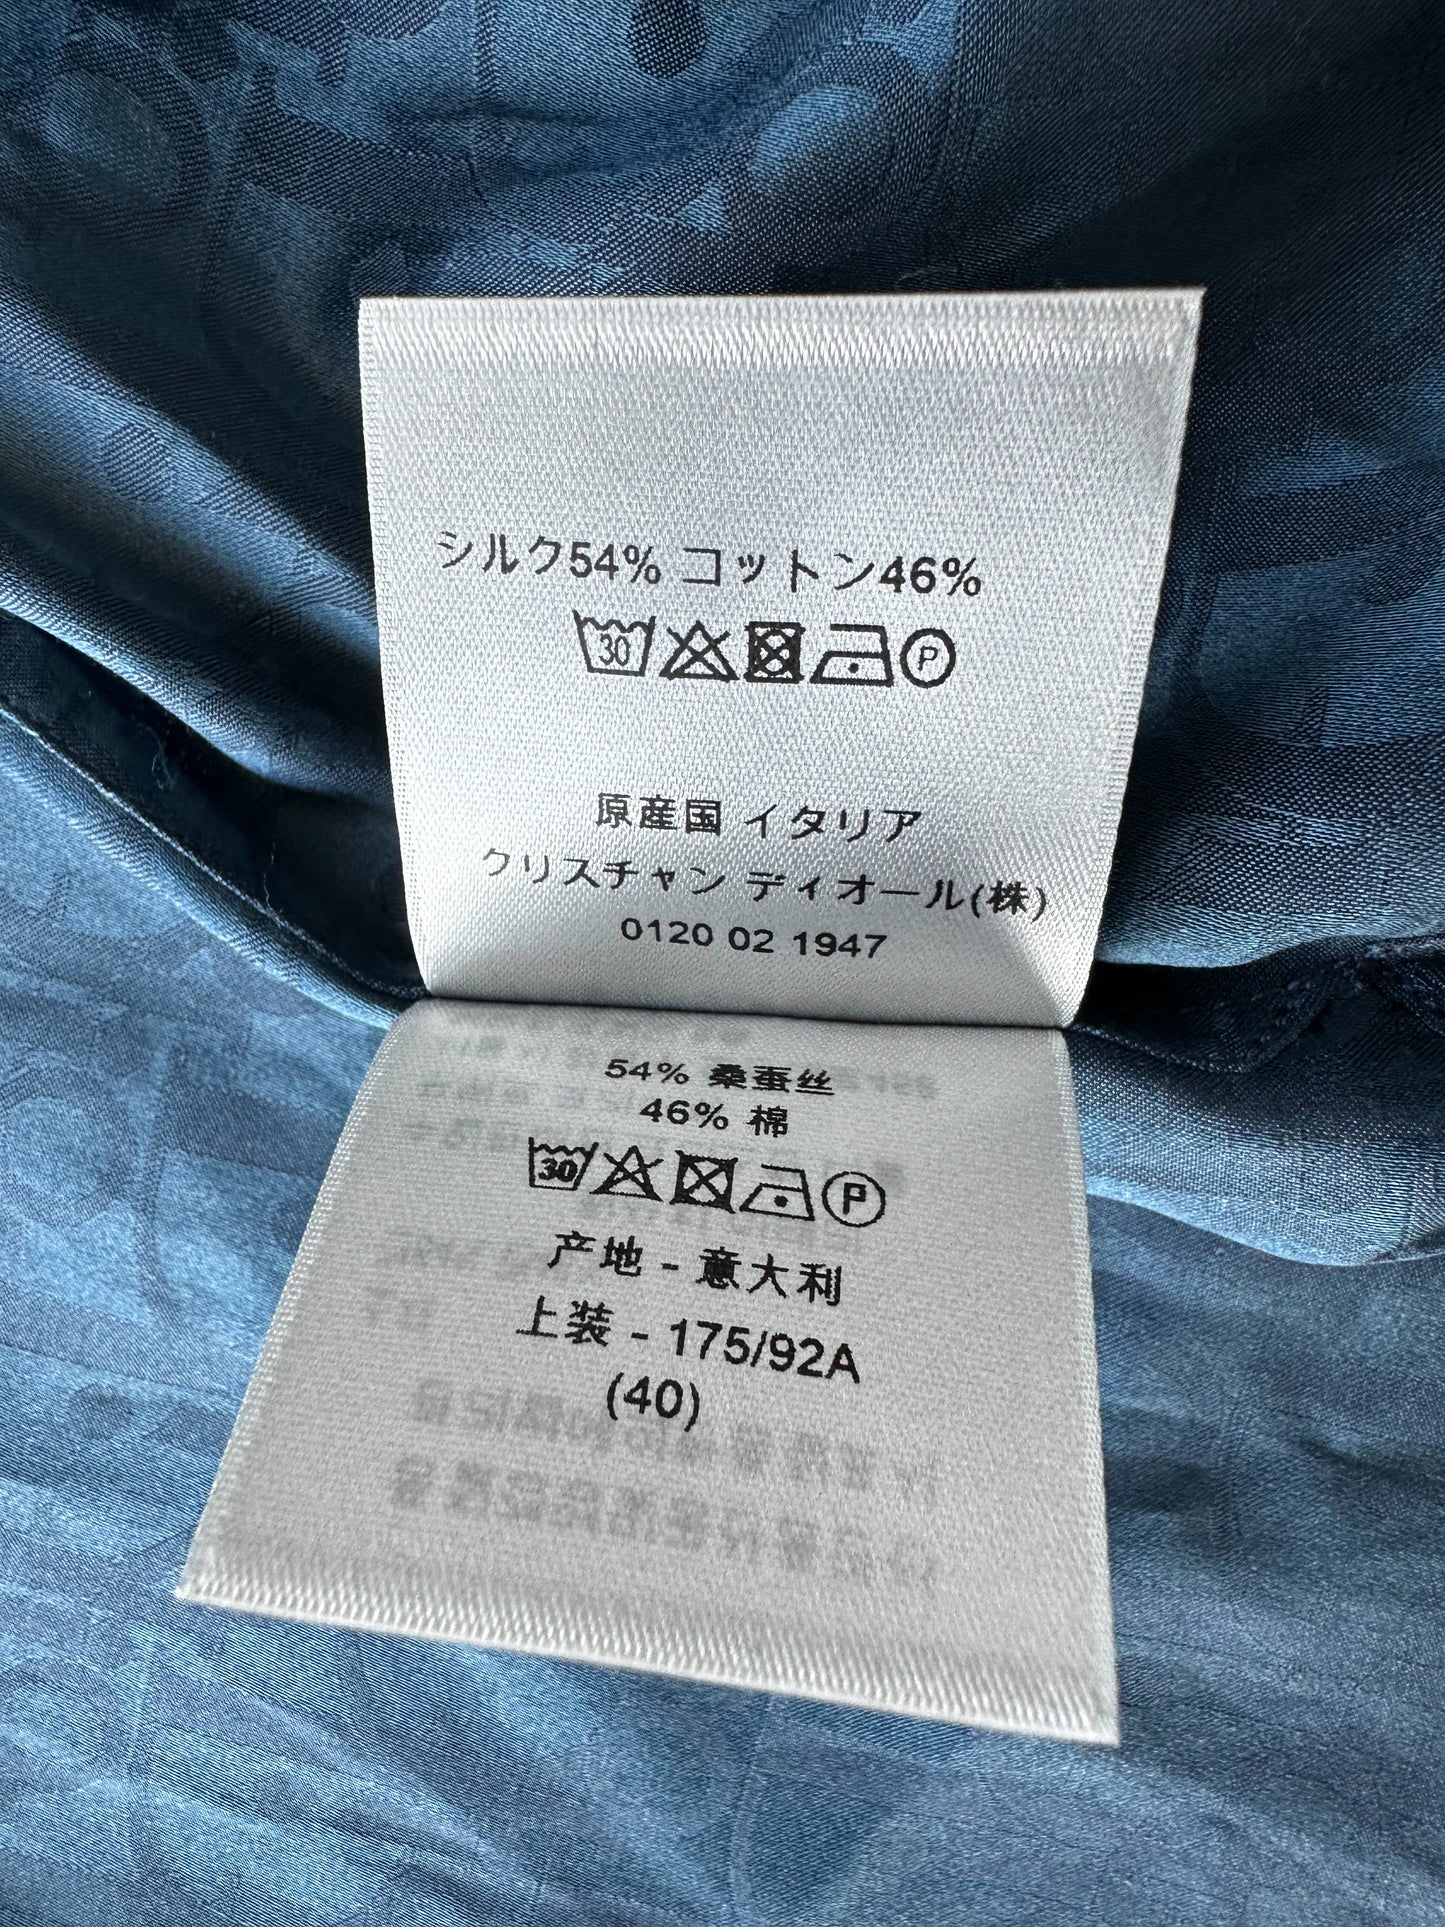 シルク54% コットン46%
30
P
原産国 イタリア
クリスチャン ディオール(株)
0120 02 1947
54% 桑蚕丝
46% 棉
30
P
产地 - 意大利
上装 - 175/92A
(40)